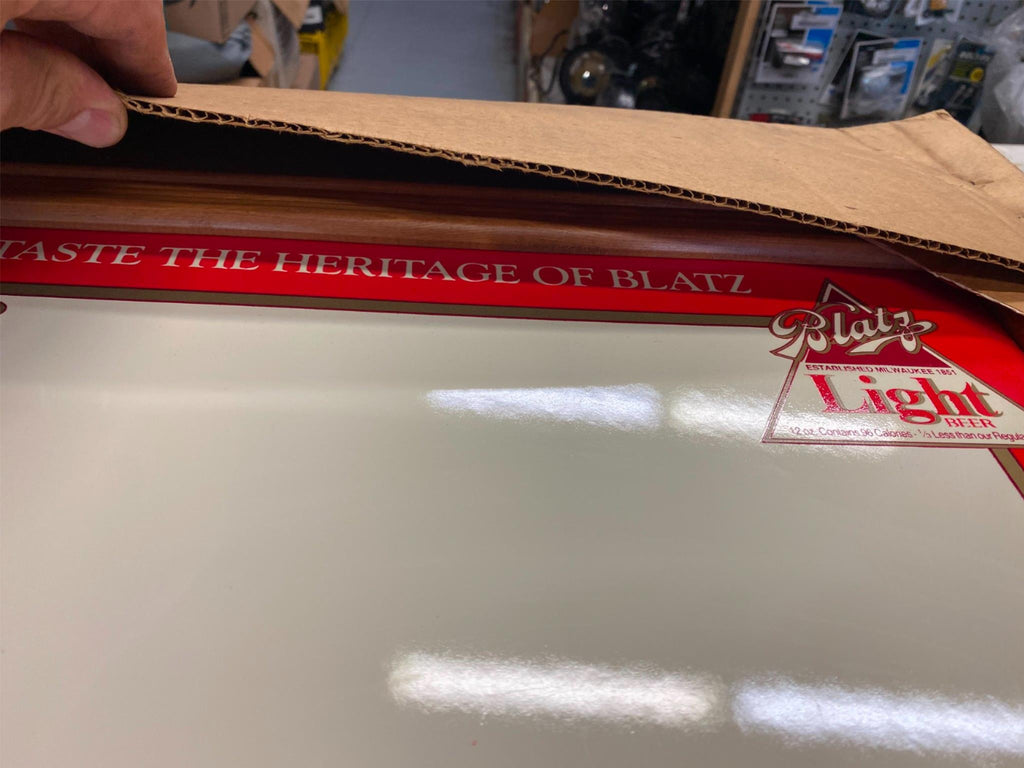 TASTE THE HERITAGE OF BLATZ
Blatz
ESTABLISHED MILWAUKEE 1851
Light
BEER
12 oz. Contains 96 Calories - 1/3 Less than our Regula